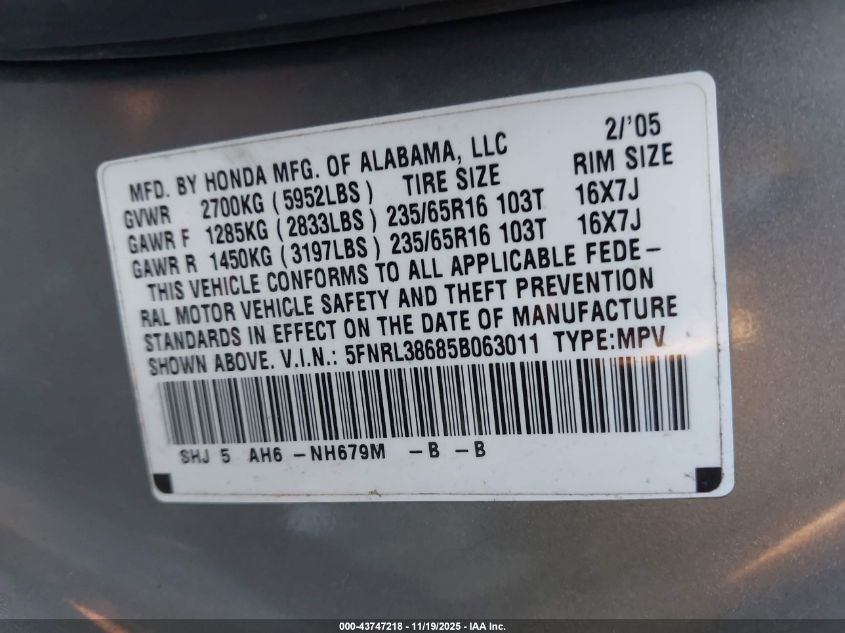 MFD. BY HONDA MFG. OF ALABAMA, LLC 2/'05
GVWR 2700KG (5952LBS) TIRE SIZE RIM SIZE
GAWR F 1285KG (2833LBS) 235/65R16 103T 16X7J
GAWR R 1450KG (3197LBS) 235/65R16 103T 16X7J
THIS VEHICLE CONFORMS TO ALL APPLICABLE FEDE-
RAL MOTOR VEHICLE SAFETY AND THEFT PREVENTION
STANDARDS IN EFFECT ON THE DATE OF MANUFACTURE
SHOWN ABOVE. V.I.N.: 5FNRL38685B063011 TYPE:MPV
SHJ 5 AH6 -NH679M -B -B
000-43747218 - 11/19/2025 - IAA Inc.